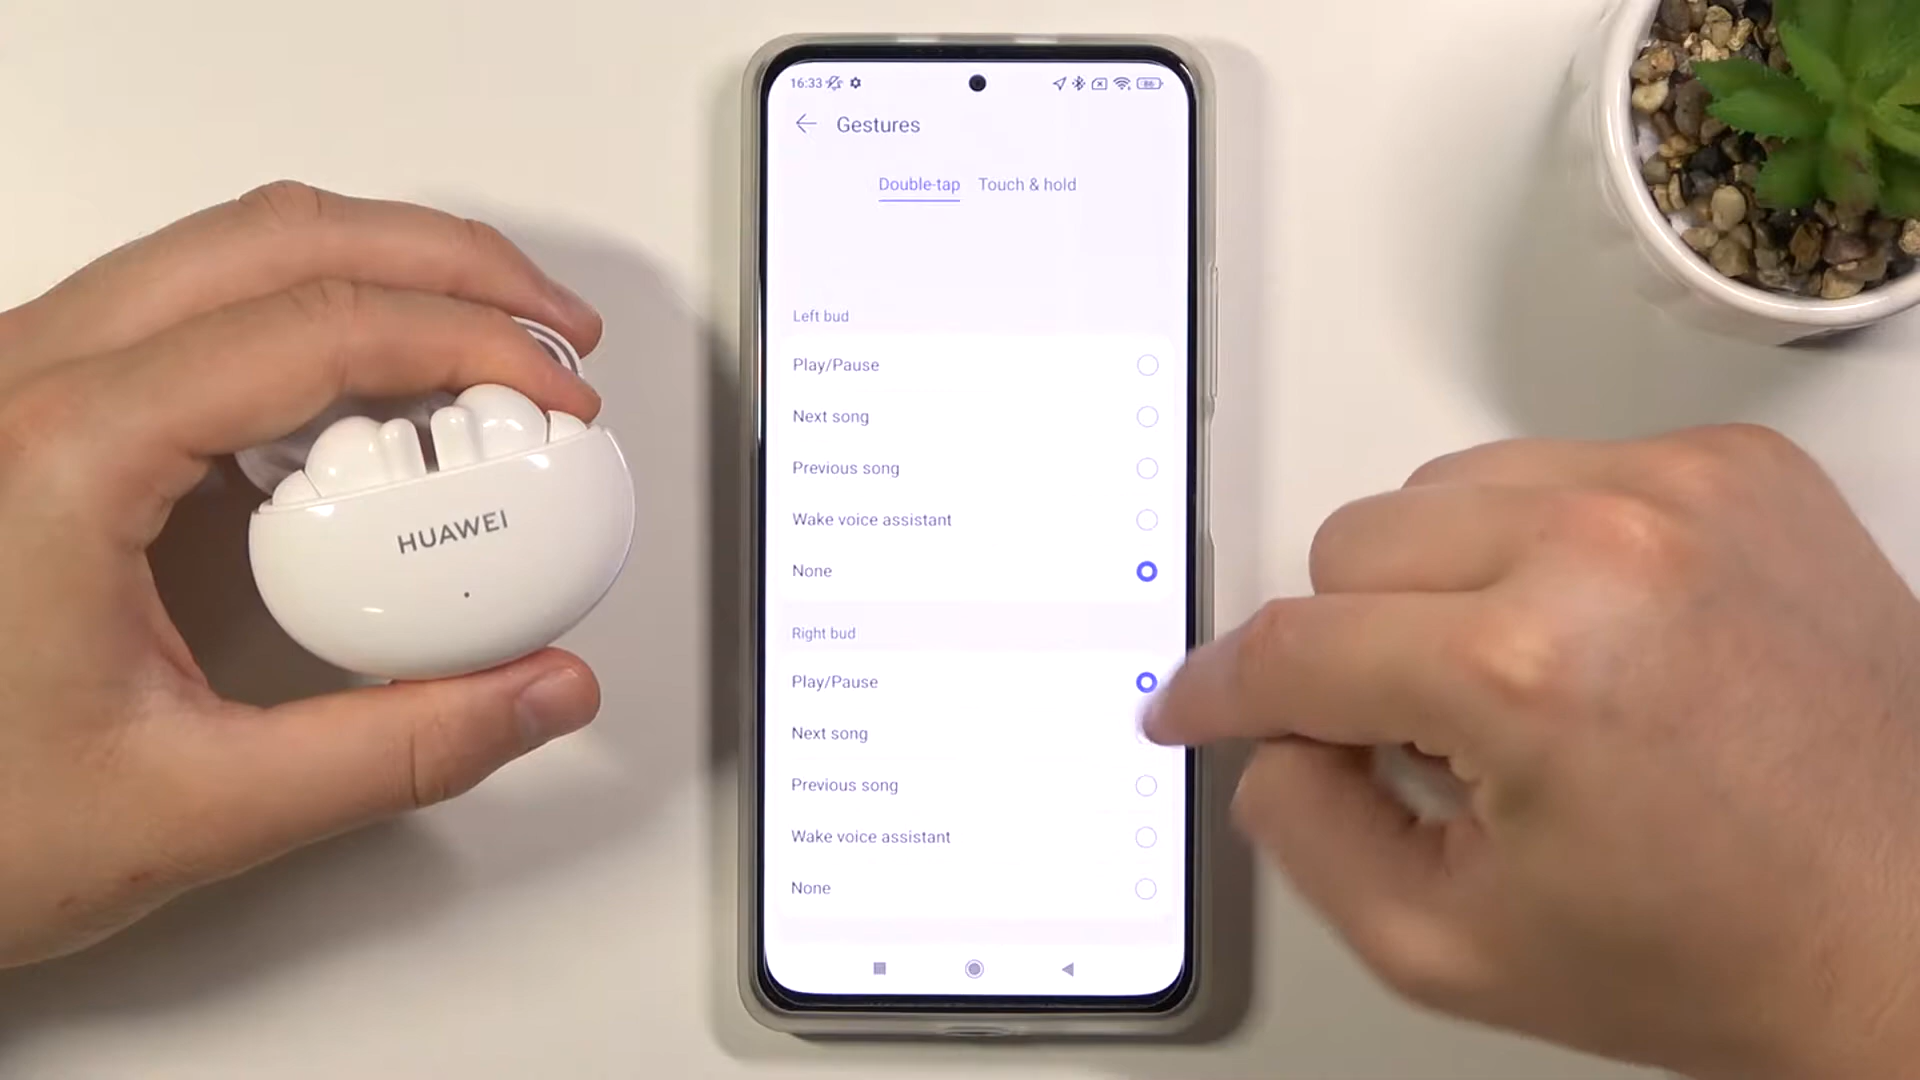 16:33
86
Gestures
Double-tap Touch & hold
Left bud
Play/Pause
Next song
Previous song
Wake voice assistant
None
Right bud
Play/Pause
Next song
Previous song
Wake voice assistant
None
HUAWEI